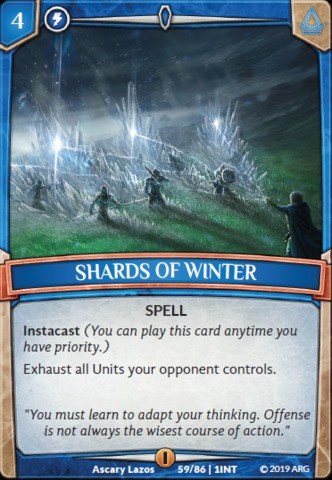 4
SHARDS OF WINTER
SPELL
Instacast (You can play this card anytime you
have priority.)
Exhaust all Units your opponent controls.
"You must learn to adapt your thinking. Offense
is not always the wisest course of action."
I
Ascary Lazos 59/86 | 1INT © 2019 ARG